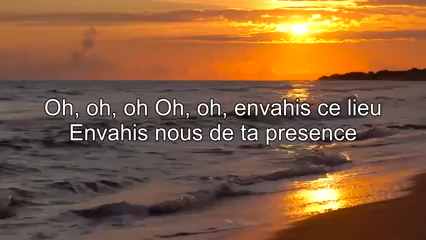 Oh, oh, oh Oh, oh, envahis ce lieu
Envahis nous de ta presence